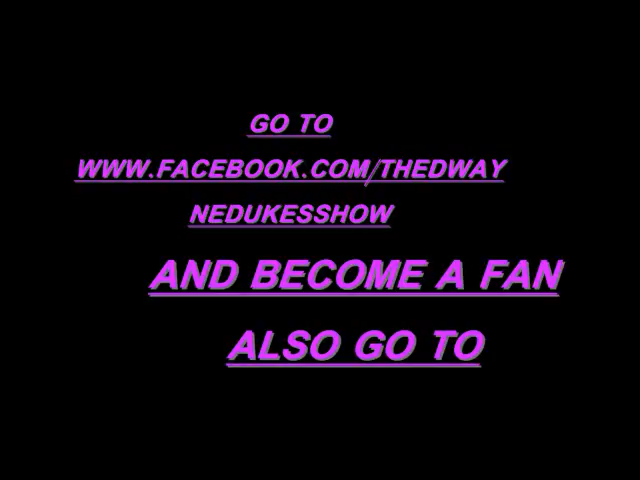 GO TO
WWW.FACEBOOK.COM/THEDWAY
NEDUKESSHOW
AND BECOME A FAN
ALSO GO TO